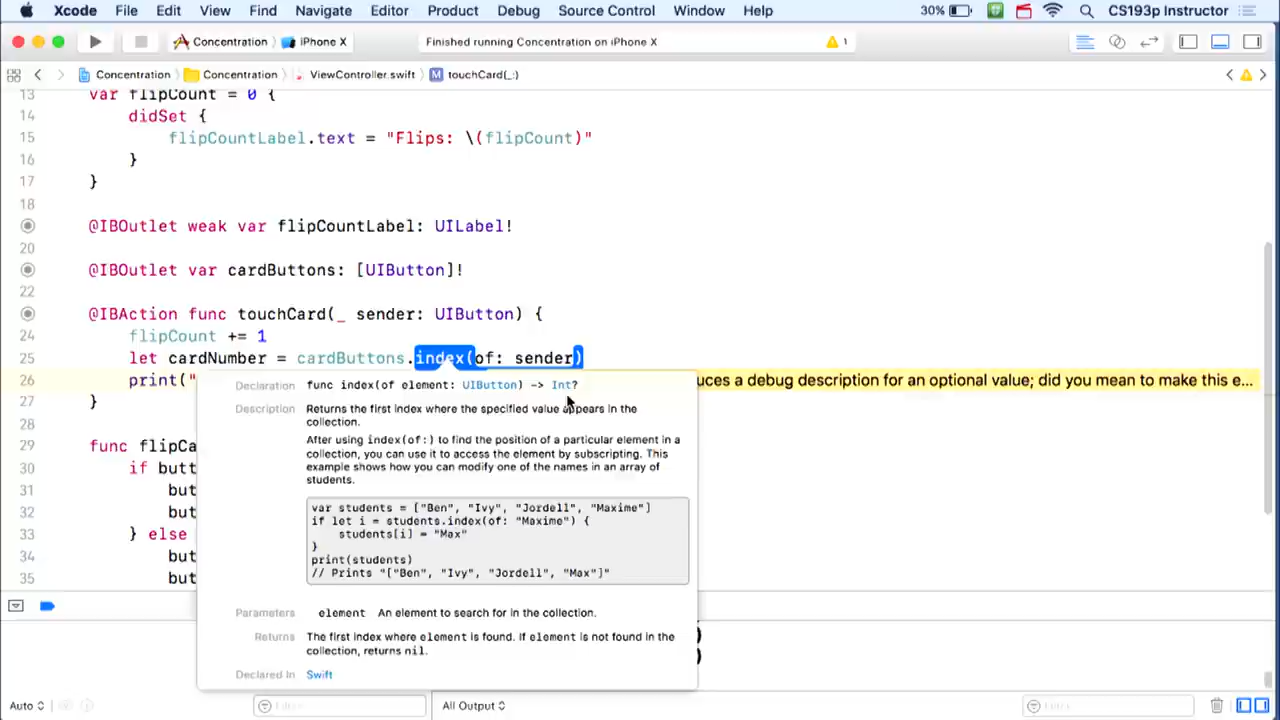 Xcode File Edit View Find Navigate Editor Product Debug Source Control Window Help 30% CS193p Instructor
Concentration iPhone X Finished running Concentration on iPhone X 1
Concentration Concentration ViewController.swift M touchCard(_:)
13 var flipCount = 0 {
14 didSet {
15 flipCountLabel.text = "Flips: \(flipCount)"
16 }
17 }
18
@IBOutlet weak var flipCountLabel: UILabel!
20
@IBOutlet var cardButtons: [UIButton]!
22
@IBAction func touchCard(_ sender: UIButton) {
24 flipCount += 1
25 let cardNumber = cardButtons.index(of: sender)
26 print(" uces a debug description for an optional value; did you mean to make this e...
27 }
28
29 func flipCa
30 if butt
31 but
32 but
33 } else
34 but
35 but
Declaration func index(of element: UIButton) -> Int?
Description Returns the first index where the specified value appears in the
collection.
After using index(of:) to find the position of a particular element in a
collection, you can use it to access the element by subscripting. This
example shows how you can modify one of the names in an array of
students.
var students = ["Ben", "Ivy", "Jordell", "Maxime"]
if let i = students.index(of: "Maxime") {
students[i] = "Max"
}
print(students)
// Prints "["Ben", "Ivy", "Jordell", "Max"]"
Parameters element An element to search for in the collection.
Returns The first index where element is found. If element is not found in the
collection, returns nil.
Declared In Swift
)
)
Auto All Output